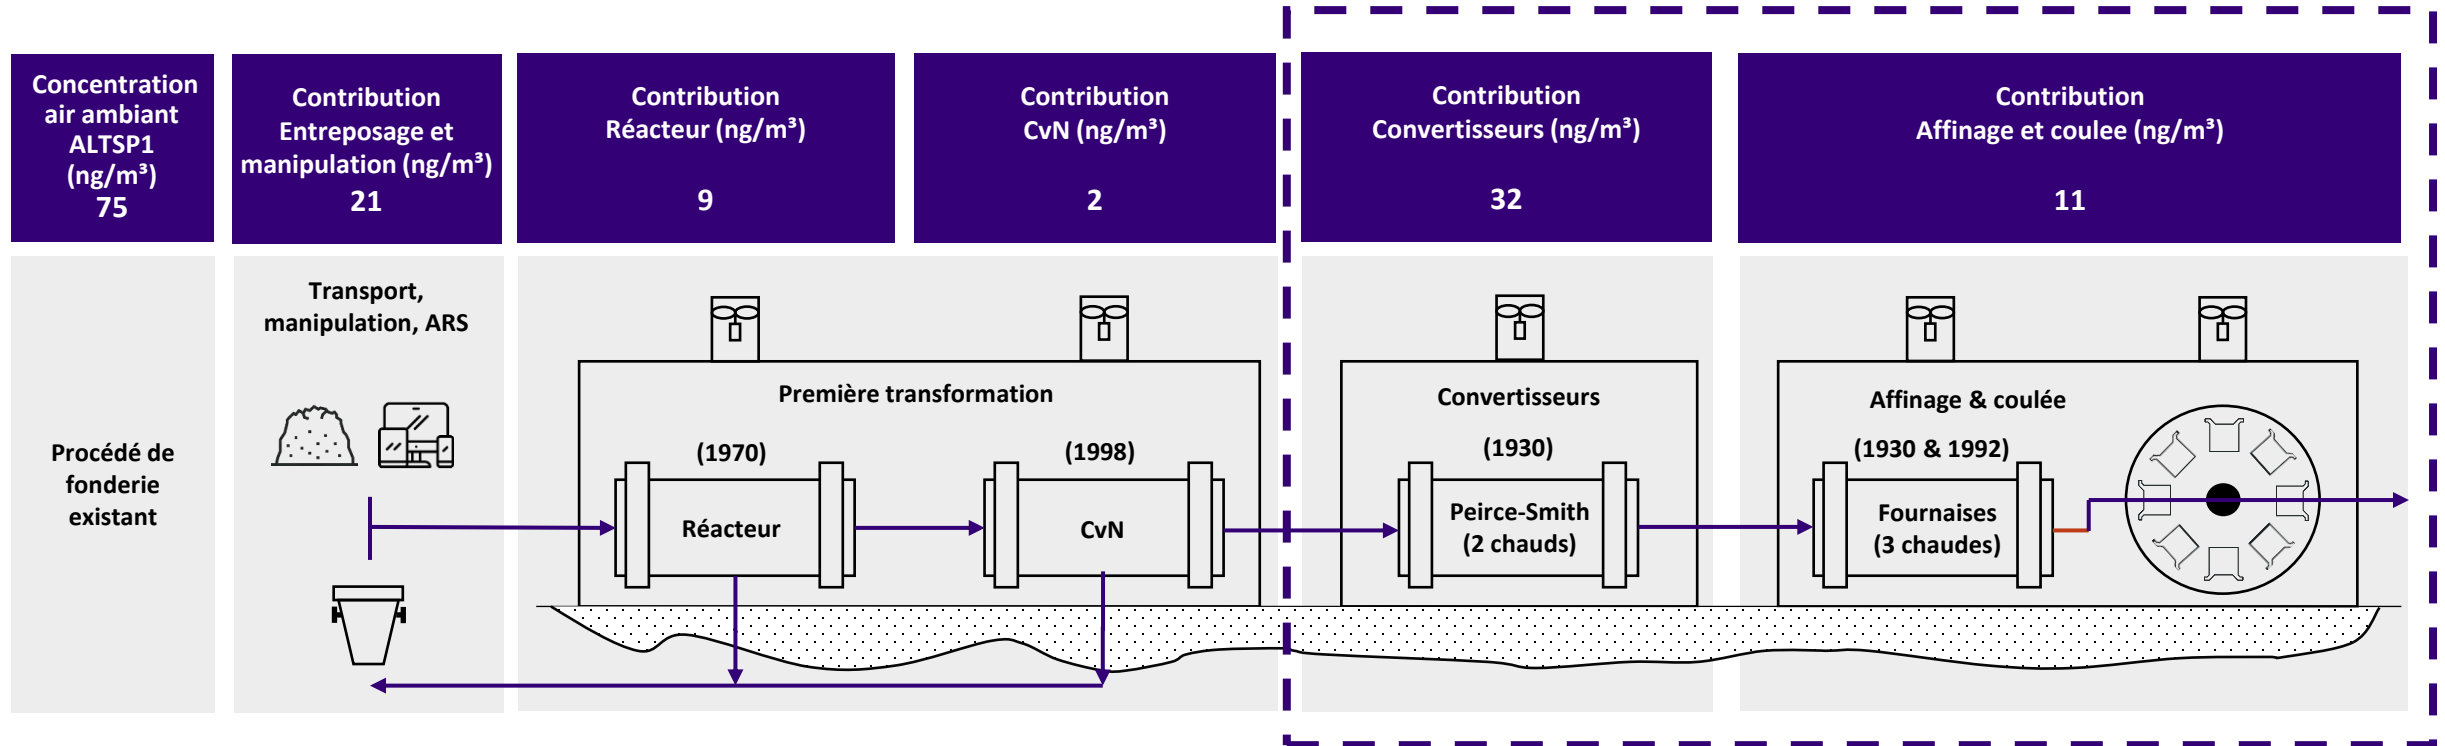 Concentration
air ambiant
ALTSP1
(ng/m³)
75
Contribution
Entreposage et
manipulation (ng/m³)
21
Contribution
Réacteur (ng/m³)
9
Contribution
CvN (ng/m³)
2
Contribution
Convertisseurs (ng/m³)
32
Contribution
Affinage et coulee (ng/m³)
11
Procédé de
fonderie
existant
Transport,
manipulation, ARS
Première transformation
(1970)
Réacteur
(1998)
CvN
Convertisseurs
(1930)
Peirce-Smith
(2 chauds)
Affinage & coulée
(1930 & 1992)
Fournaises
(3 chaudes)